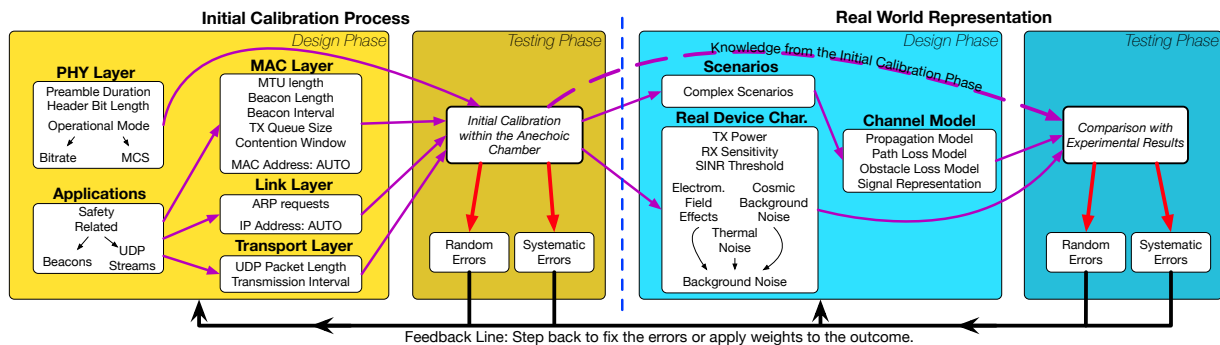 Initial Calibration Process
Real World Representation
Design Phase
Testing Phase
Design Phase
Testing Phase
PHY Layer
Preamble Duration
Header Bit Length
Operational Mode
Bitrate
MCS
Applications
Safety
Related
Beacons
UDP
Streams
MAC Layer
MTU length
Beacon Length
Beacon Interval
TX Queue Size
Contention Window
MAC Address: AUTO
Link Layer
ARP requests
IP Address: AUTO
Transport Layer
UDP Packet Length
Transmission Interval
Initial Calibration
within the Anechoic
Chamber
Random
Errors
Systematic
Errors
Knowledge from the Initial Calibration Phase
Scenarios
Complex Scenarios
Real Device Char.
TX Power
RX Sensitivity
SINR Threshold
Electrom.
Field
Effects
Cosmic
Background
Noise
Thermal
Noise
Background Noise
Channel Model
Propagation Model
Path Loss Model
Obstacle Loss Model
Signal Representation
Comparison with
Experimental Results
Random
Errors
Systematic
Errors
Feedback Line: Step back to fix the errors or apply weights to the outcome.